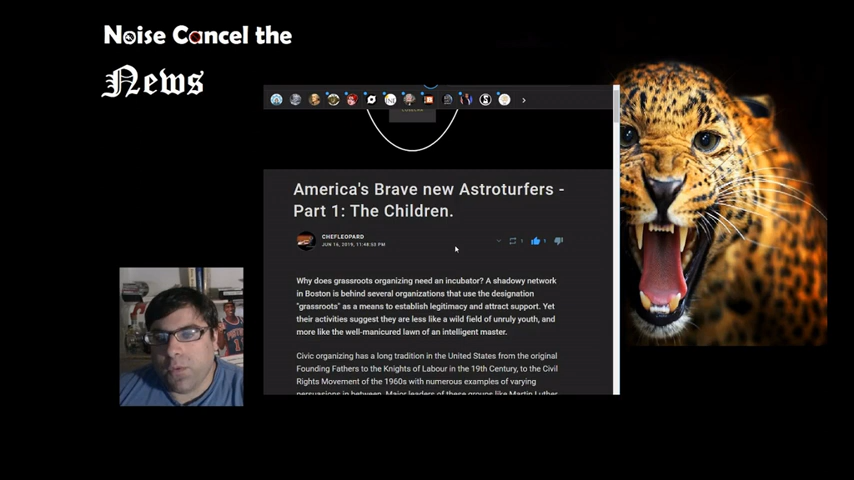 Noise Cancel the
News
America's Brave new Astroturfers -
Part 1: The Children.
CHEFLEOPARD
JUN 16, 2019, 11:48:53 PM
1
1
Why does grassroots organizing need an incubator? A shadowy network
in Boston is behind several organizations that use the designation
"grassroots" as a means to establish legitimacy and attract support. Yet
their activities suggest they are less like a wild field of unruly youth, and
more like the well-manicured lawn of an intelligent master.
Civic organizing has a long tradition in the United States from the original
Founding Fathers to the Knights of Labour in the 19th Century, to the Civil
Rights Movement of the 1960s with numerous examples of varying
persuasions in between. Major leaders of these groups like Martin Luther